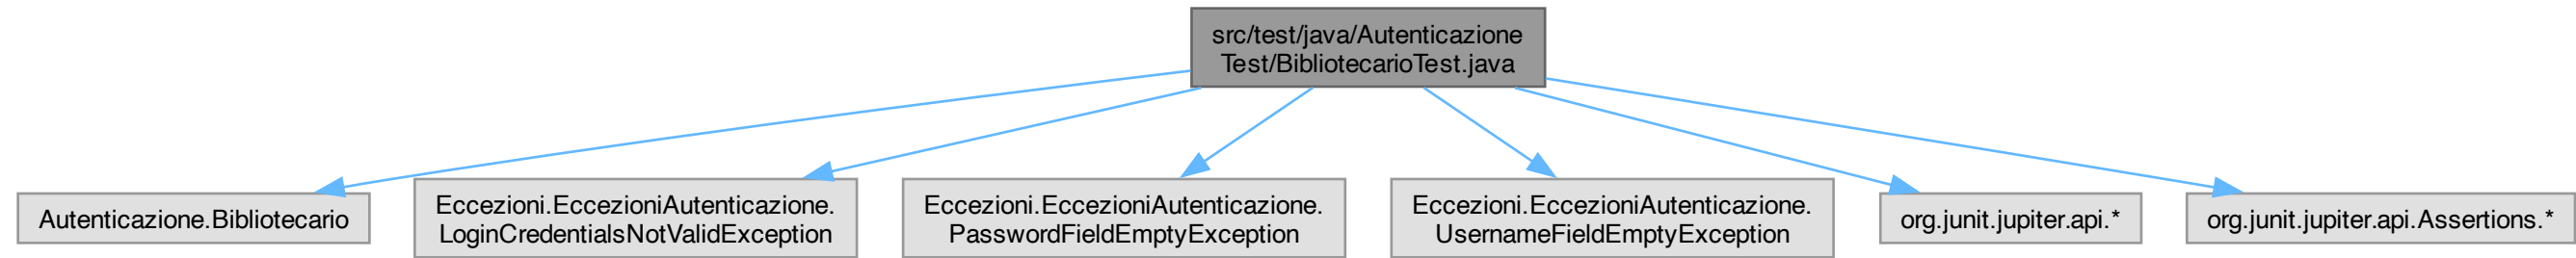 src/test/java/Autenticazione
Test/BibliotecarioTest.java
Autenticazione.Bibliotecario
Eccezioni.EccezioniAutenticazione.
LoginCredentialsNotValidException
Eccezioni.EccezioniAutenticazione.
PasswordFieldEmptyException
Eccezioni.EccezioniAutenticazione.
UsernameFieldEmptyException
org.junit.jupiter.api.*
org.junit.jupiter.api.Assertions.*